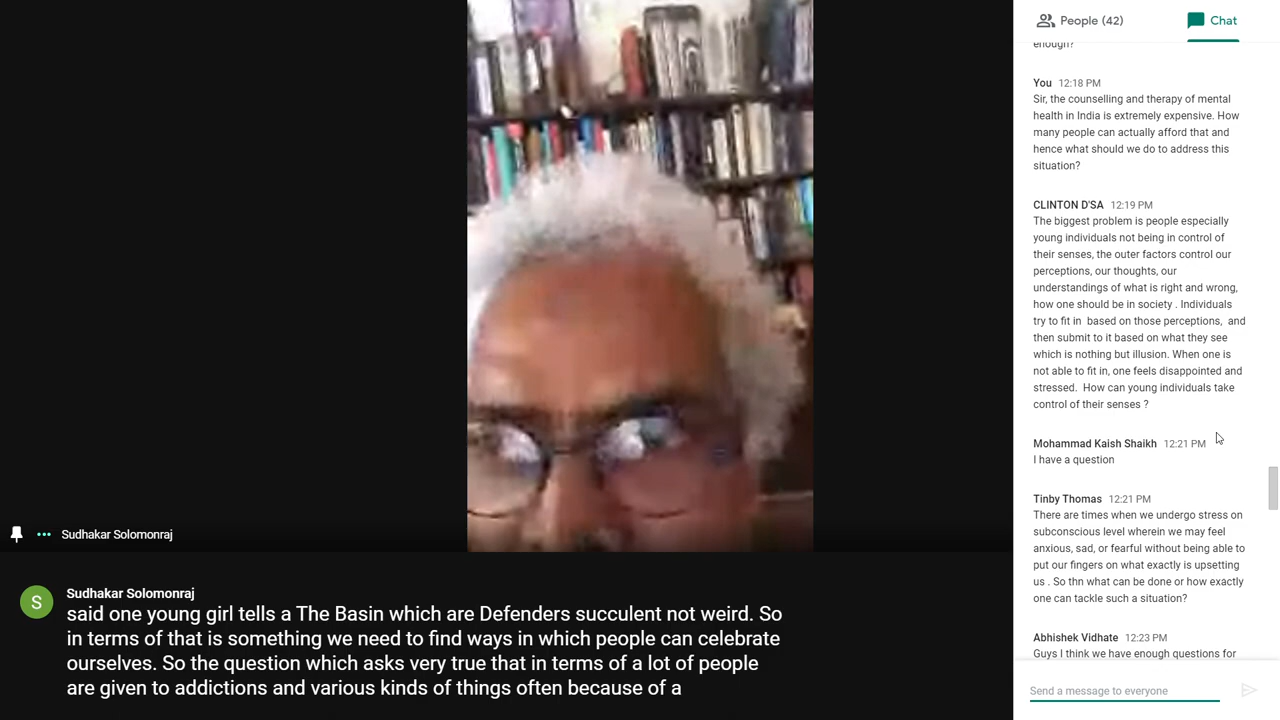 People (42)
Chat
enough?
You 12:18 PM
Sir, the counselling and therapy of mental
health in India is extremely expensive. How
many people can actually afford that and
hence what should we do to address this
situation?
CLINTON D'SA 12:19 PM
The biggest problem is people especially
young individuals not being in control of
their senses, the outer factors control our
perceptions, our thoughts, our
understandings of what is right and wrong,
how one should be in society . Individuals
try to fit in based on those perceptions, and
then submit to it based on what they see
which is nothing but illusion. When one is
not able to fit in, one feels disappointed and
stressed. How can young individuals take
control of their senses ?
Mohammad Kaish Shaikh 12:21 PM
I have a question
Tinby Thomas 12:21 PM
There are times when we undergo stress on
subconscious level wherein we may feel
anxious, sad, or fearful without being able to
put our fingers on what exactly is upsetting
us . So thn what can be done or how exactly
one can tackle such a situation?
Abhishek Vidhate 12:23 PM
Guys I think we have enough questions for
Send a message to everyone
Sudhakar Solomonraj
S
Sudhakar Solomonraj
said one young girl tells a The Basin which are Defenders succulent not weird. So
in terms of that is something we need to find ways in which people can celebrate
ourselves. So the question which asks very true that in terms of a lot of people
are given to addictions and various kinds of things often because of a